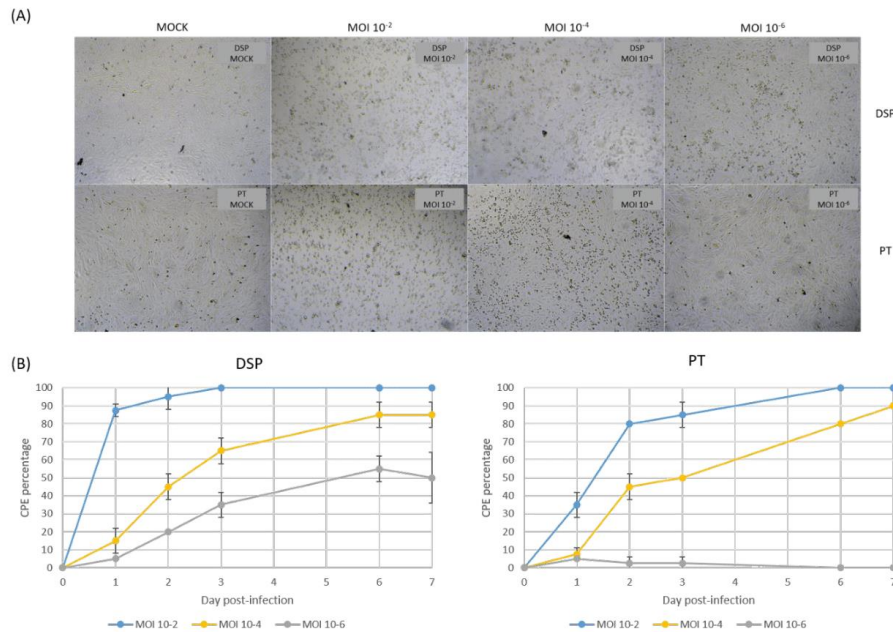 (A)
MOCK MOI 10-2 MOI 10-4 MOI 10-6
DSP
MOCK
DSP
MOI 10-2
DSP
MOI 10-4
DSP
MOI 10-6
DSP
PT
MOCK
PT
MOI 10-2
PT
MOI 10-4
PT
MOI 10-6
PT
(B)
DSP
CPE percentage
100
90
80
70
60
50
40
30
20
10
0
0 1 2 3 4 5 6 7
Day post-infection
MOI 10-2 MOI 10-4 MOI 10-6
PT
CPE percentage
100
90
80
70
60
50
40
30
20
10
0
0 1 2 3 4 5 6 7
Day post-infection
MOI 10-2 MOI 10-4 MOI 10-6